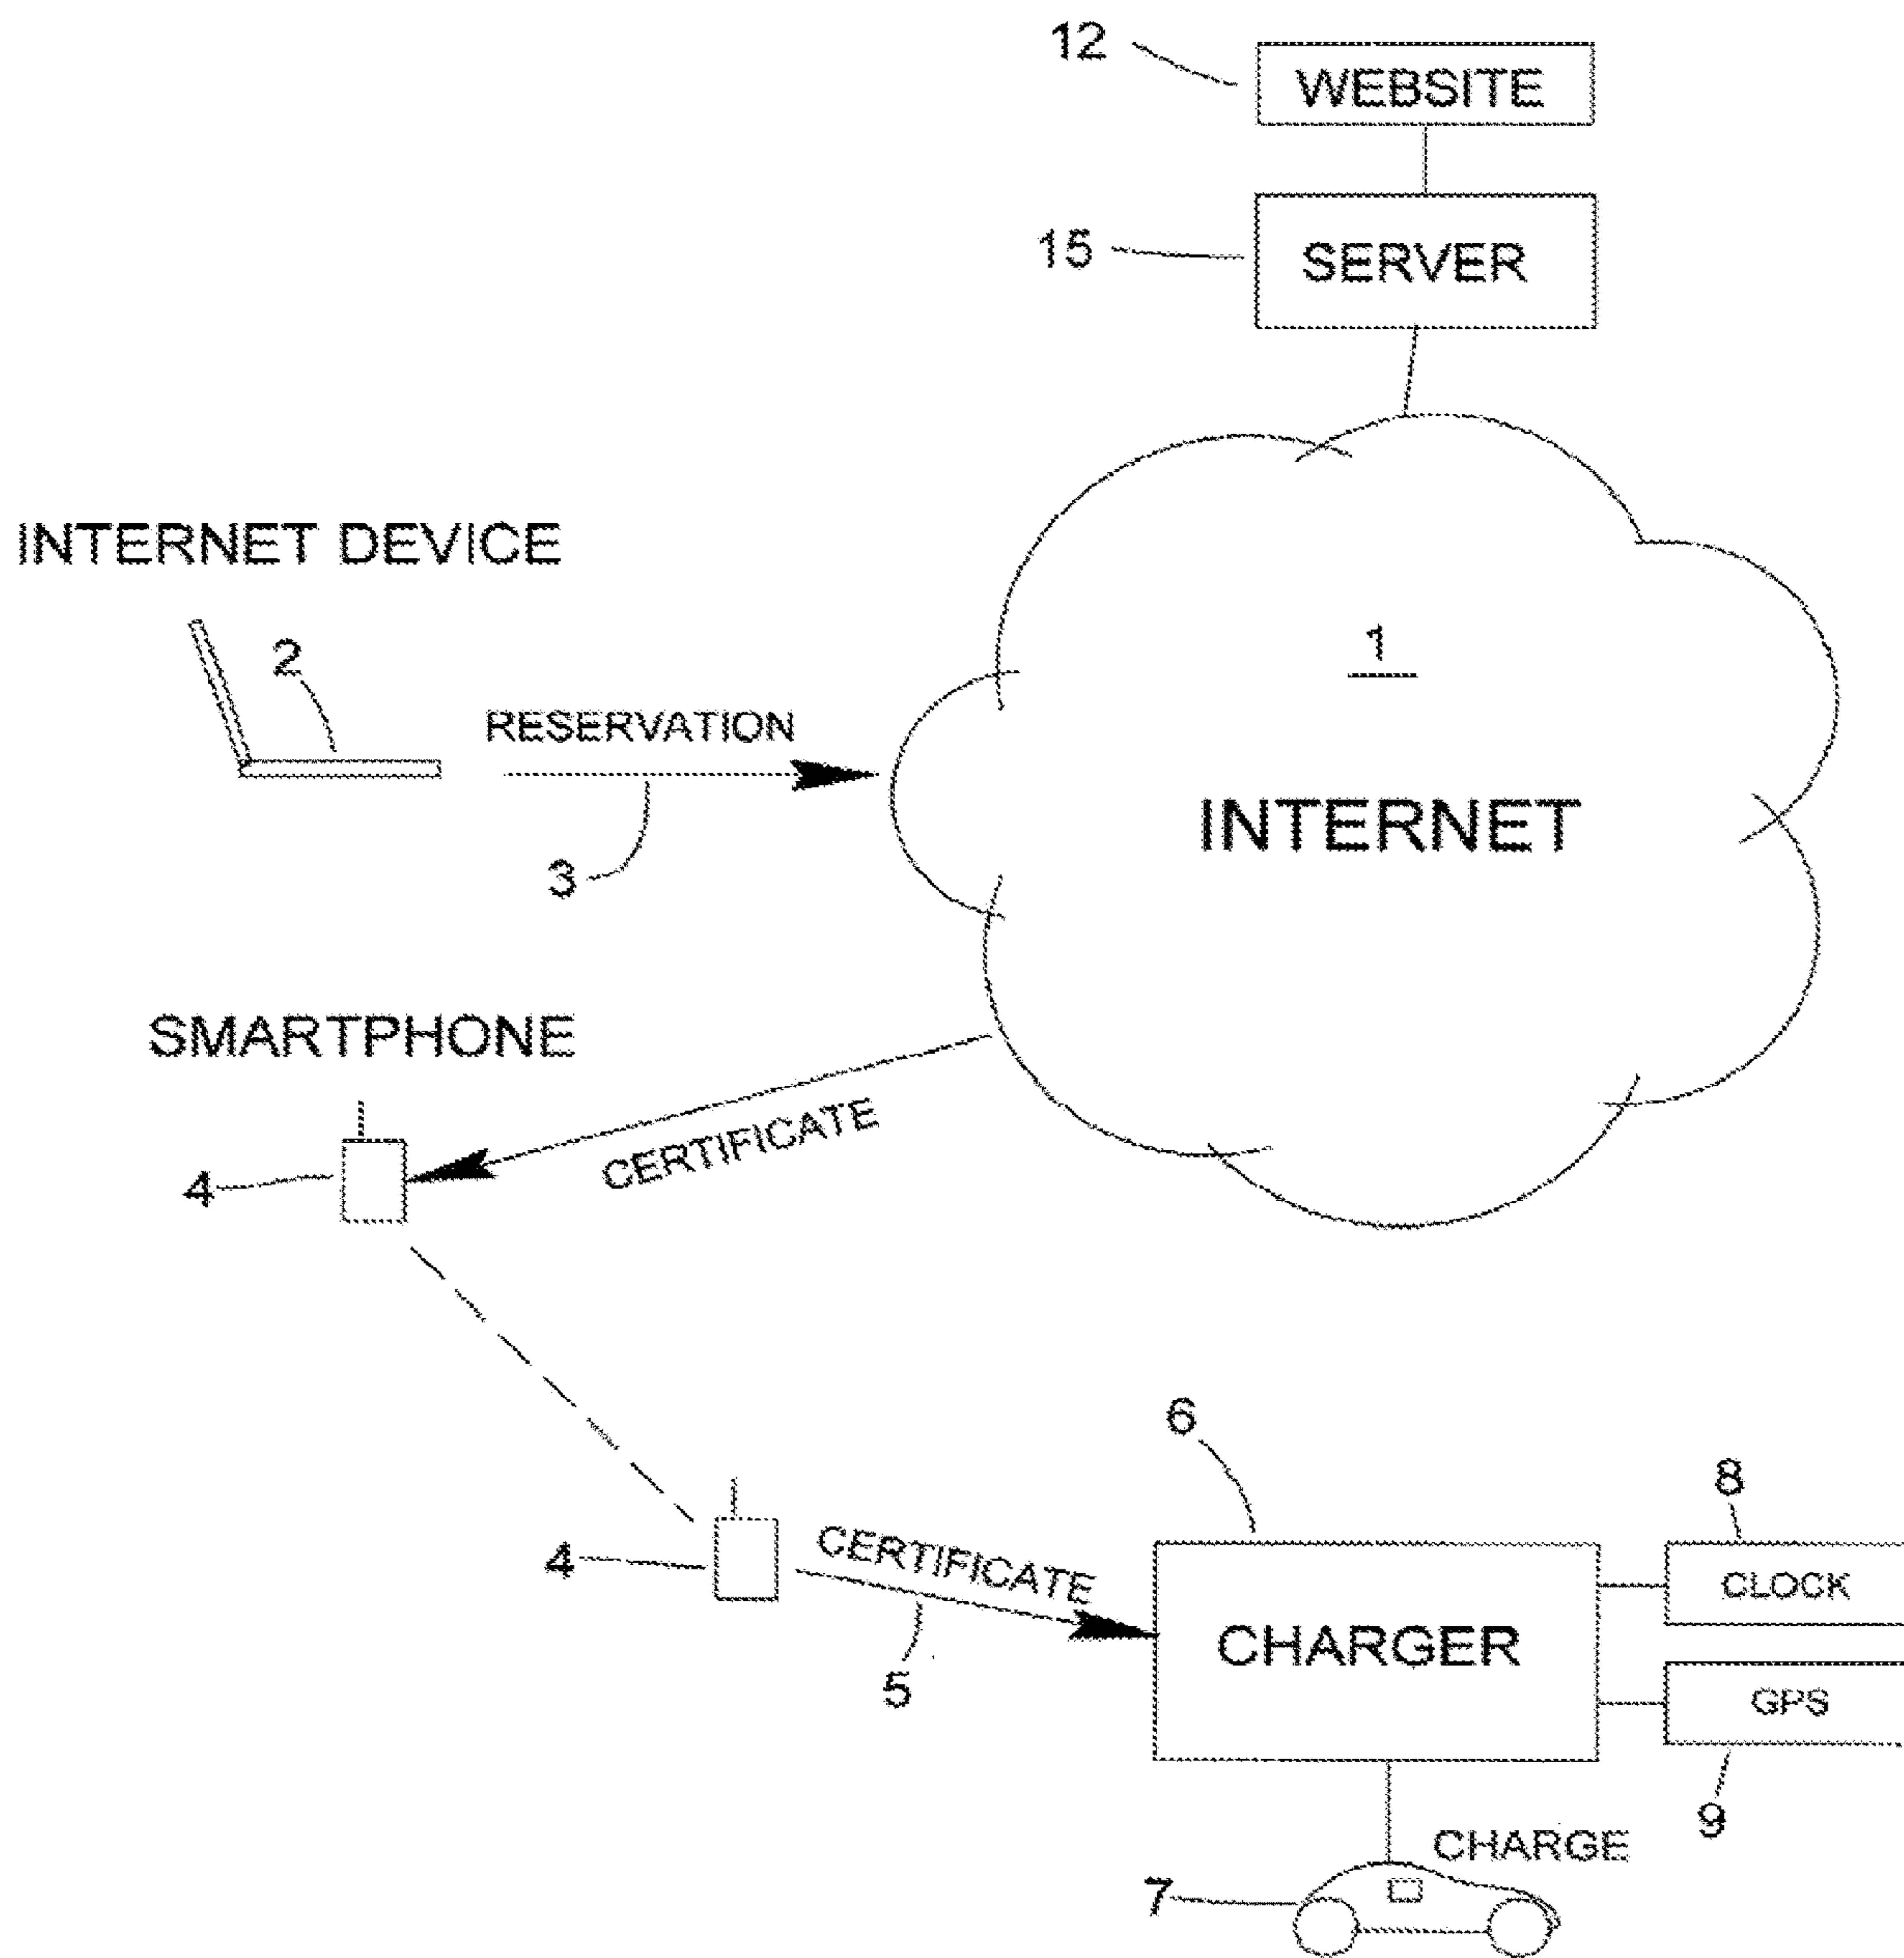 12
WEBSITE
15
SERVER
INTERNET DEVICE
2
RESERVATION
3
1
INTERNET
SMARTPHONE
4
CERTIFICATE
6
8
4
CERTIFICATE
5
CHARGER
CLOCK
GPS
9
CHARGE
7